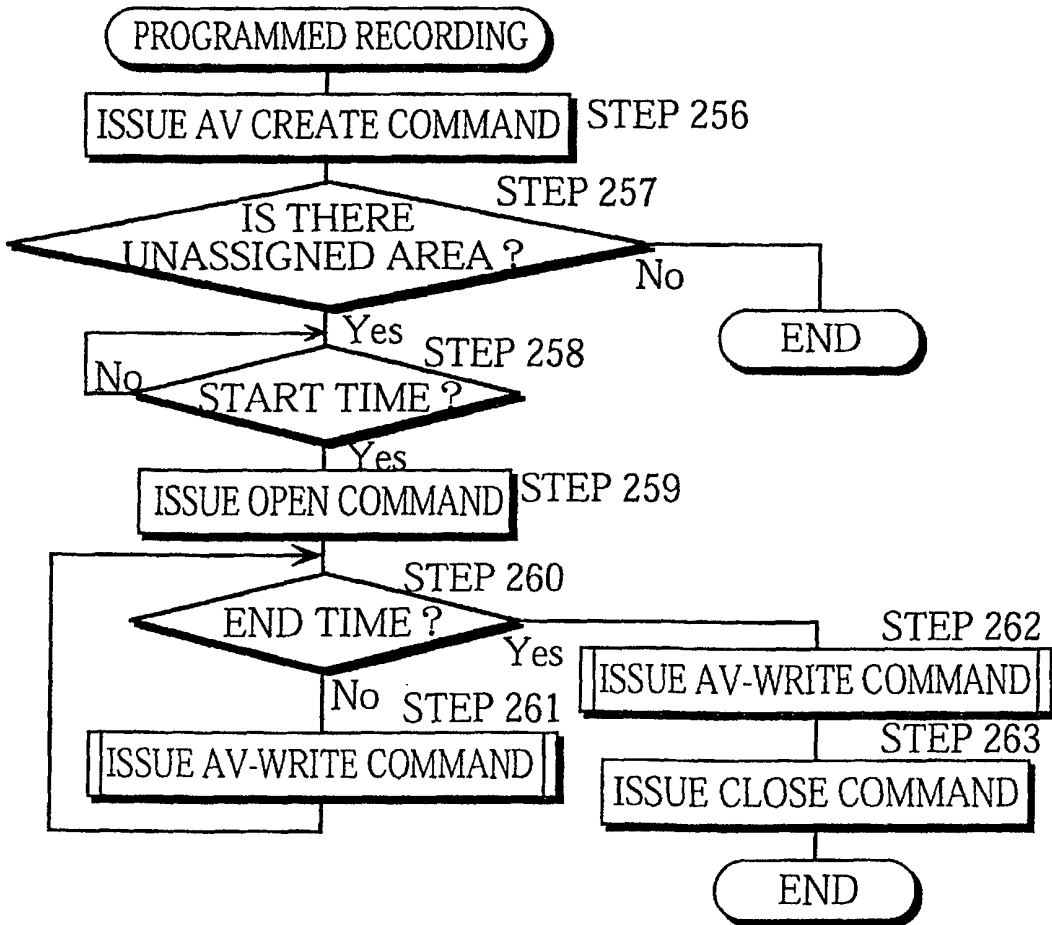 PROGRAMMED RECORDING
ISSUE AV CREATE COMMAND
STEP 256
STEP 257
IS THERE
UNASSIGNED AREA ?
No
END
Yes
STEP 258
No
START TIME ?
Yes
ISSUE OPEN COMMAND
STEP 259
STEP 260
END TIME ?
Yes
No
STEP 261
ISSUE AV-WRITE COMMAND
STEP 262
ISSUE AV-WRITE COMMAND
STEP 263
ISSUE CLOSE COMMAND
END